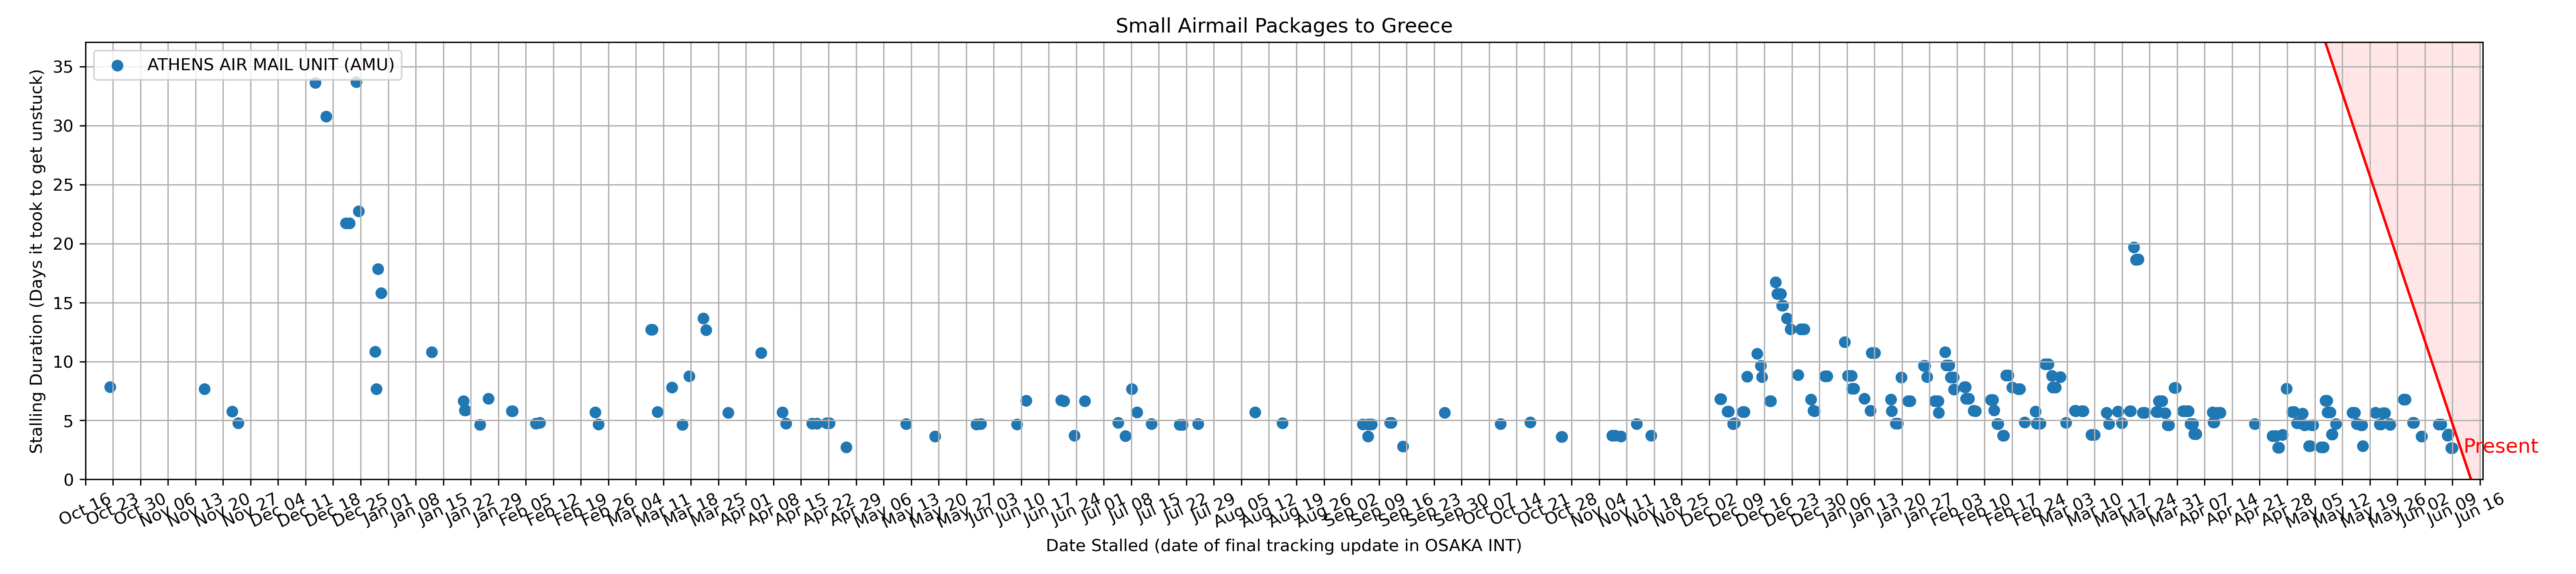 Small Airmail Packages to Greece
ATHENS AIR MAIL UNIT (AMU)
Stalling Duration (Days it took to get unstuck)
35
30
25
20
15
10
5
0
Present
Oct 16
Oct 23
Oct 30
Nov 06
Nov 13
Nov 20
Nov 27
Dec 04
Dec 11
Dec 18
Dec 25
Jan 01
Jan 08
Jan 15
Jan 22
Jan 29
Feb 05
Feb 12
Feb 19
Feb 26
Mar 04
Mar 11
Mar 18
Mar 25
Apr 01
Apr 08
Apr 15
Apr 22
Apr 29
May 06
May 13
May 20
May 27
Jun 03
Jun 10
Jun 17
Jun 24
Jul 01
Jul 08
Jul 15
Jul 22
Jul 29
Aug 05
Aug 12
Aug 19
Aug 26
Sep 02
Sep 09
Sep 16
Sep 23
Sep 30
Oct 07
Oct 14
Oct 21
Oct 28
Nov 04
Nov 11
Nov 18
Nov 25
Dec 02
Dec 09
Dec 16
Dec 23
Dec 30
Jan 06
Jan 13
Jan 20
Jan 27
Feb 03
Feb 10
Feb 17
Feb 24
Mar 03
Mar 10
Mar 17
Mar 24
Mar 31
Apr 07
Apr 14
Apr 21
Apr 28
May 05
May 12
May 19
May 26
Jun 02
Jun 09
Jun 16
Date Stalled (date of final tracking update in OSAKA INT)